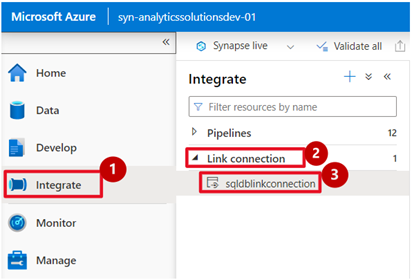 Microsoft Azure syn-analyticssolutionsdev-01
« Synapse live Validate all
Home
Data
Develop
Integrate 1
Monitor
Manage
Integrate
Filter resources by name
Pipelines 12
Link connection 2 1
sqldblinkconnection 3